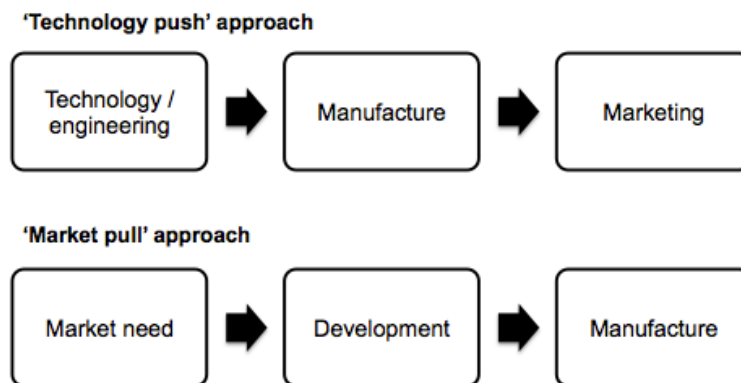 ‘Technology push’ approach
Technology /
engineering
Manufacture
Marketing
‘Market pull’ approach
Market need
Development
Manufacture